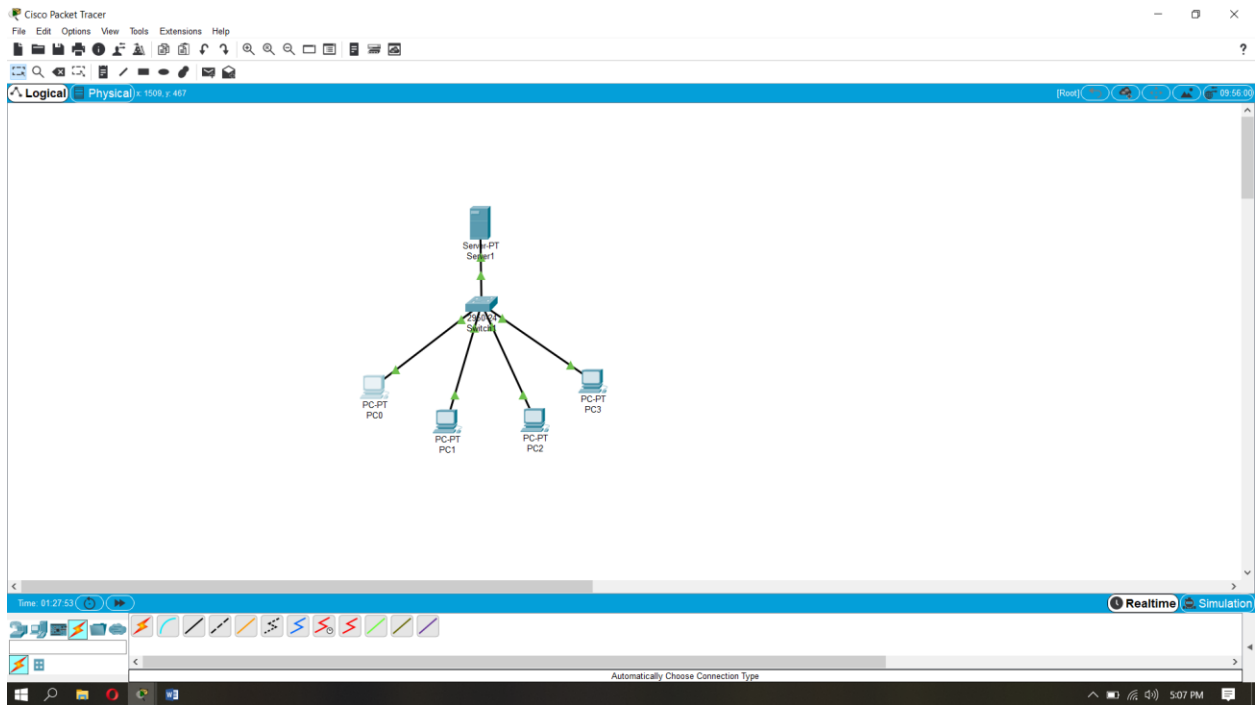 Cisco Packet Tracer
File Edit Options View Tools Extensions Help
?
Logical Physical x: 1509, y: 467 [Root] 09:56:00
Server-PT
Server1
2950-24
Switch1
PC-PT
PC0
PC-PT
PC1
PC-PT
PC2
PC-PT
PC3
Time: 01:27:53 Realtime Simulation
Automatically Choose Connection Type
5:07 PM